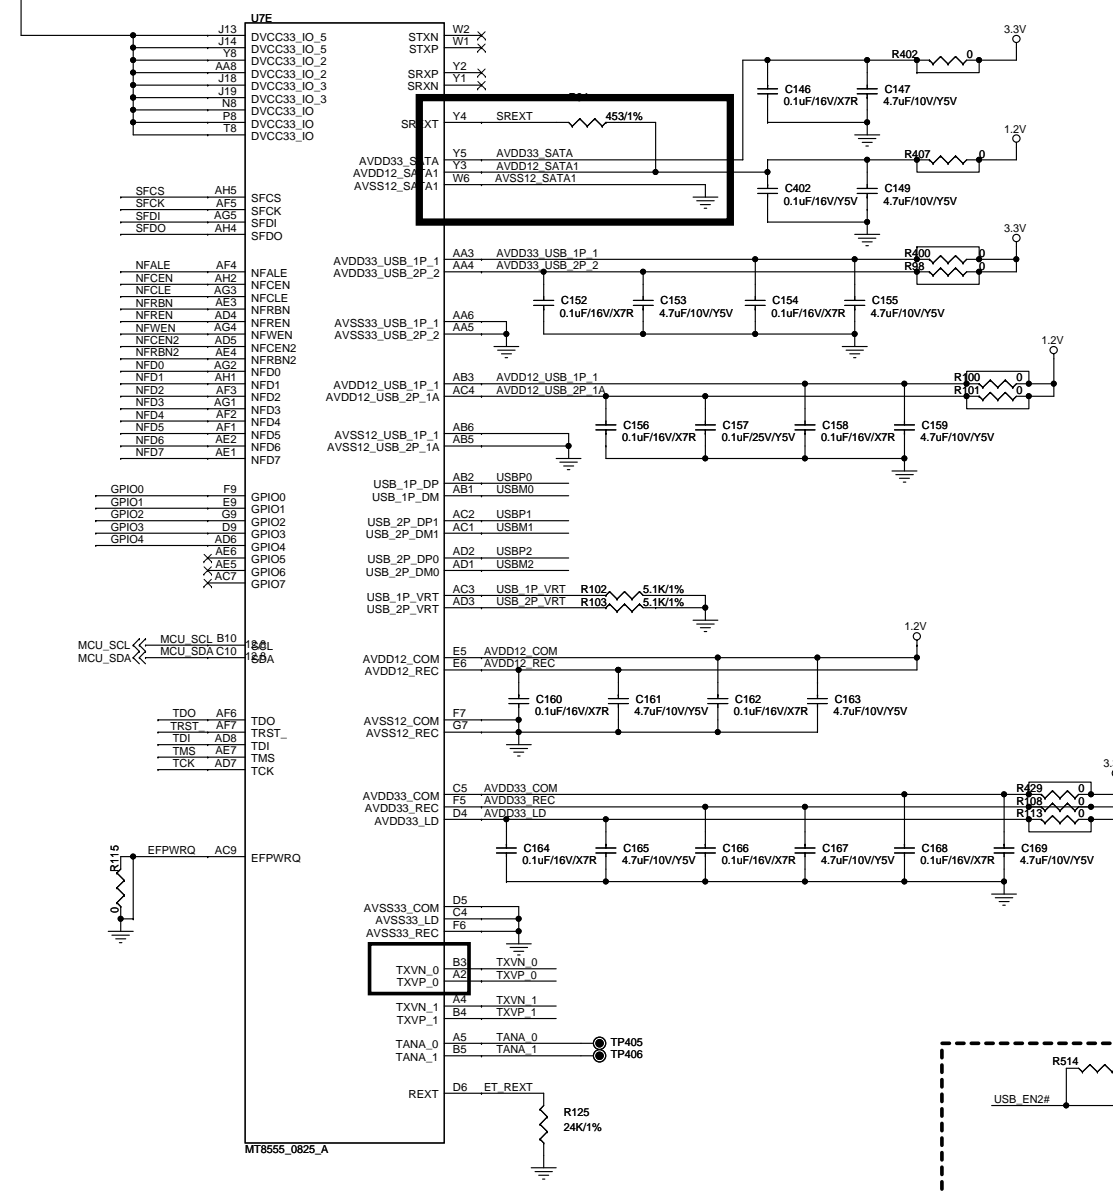 U7E
J13 DVCC33_IO_5
J14 DVCC33_IO_5
Y8 DVCC33_IO_2
AA8 DVCC33_IO_2
J18 DVCC33_IO_3
J19 DVCC33_IO_3
N8 DVCC33_IO
P8 DVCC33_IO
T8 DVCC33_IO
SFCS AH5 SFCS
SFCK AF5 SFCK
SFDI AG5 SFDI
SFDO AH4 SFDO
NFALE AF4 NFALE
NFCEN AH2 NFCEN
NFCLE AG3 NFCLE
NFRBN AE3 NFRBN
NFREN AD4 NFREN
NFWEN AG4 NFWEN
NFCEN2 AD5 NFCEN2
NFRBN2 AE4 NFRBN2
NFD0 AG2 NFD0
NFD1 AH1 NFD1
NFD2 AF3 NFD2
NFD3 AG1 NFD3
NFD4 AF2 NFD4
NFD5 AF1 NFD5
NFD6 AE2 NFD6
NFD7 AE1 NFD7
GPIO0 F9 GPIO0
GPIO1 E9 GPIO1
GPIO2 G9 GPIO2
GPIO3 D9 GPIO3
GPIO4 AD6 GPIO4
AE6 GPIO5
AE5 GPIO6
AC7 GPIO7
MCU_SCL MCU_SCL B10 SCL
MCU_SDA MCU_SDA C10 SDA
TDO AF6 TDO
TRST_ AF7 TRST_
TDI AD8 TDI
TMS AE7 TMS
TCK AD7 TCK
EFPWRQ AC9 EFPWRQ
R115
0
STXN W2
STXP W1
SRXP Y2
SRXN Y1
SREXT Y4 SREXT 453/1%
AVDD33_SATA Y5 AVDD33_SATA
AVDD12_SATA1 Y3 AVDD12_SATA1
AVSS12_SATA1 W6 AVSS12_SATA1
3.3V
R402 0
C146
0.1uF/16V/X7R
C147
4.7uF/10V/Y5V
1.2V
R407 0
C402
0.1uF/16V/Y5V
C149
4.7uF/10V/Y5V
3.3V
AVDD33_USB_1P_1 AA3 AVDD33_USB_1P_1 R400 0
AVDD33_USB_2P_2 AA4 AVDD33_USB_2P_2 R98 0
C152
0.1uF/16V/X7R
C153
4.7uF/10V/Y5V
C154
0.1uF/16V/X7R
C155
4.7uF/10V/Y5V
AVSS33_USB_1P_1 AA6
AVSS33_USB_2P_2 AA5
1.2V
AVDD12_USB_1P_1 AB3 AVDD12_USB_1P_1 R100 0
AVDD12_USB_2P_1A AC4 AVDD12_USB_2P_1A R101 0
C156
0.1uF/16V/X7R
C157
0.1uF/25V/Y5V
C158
0.1uF/16V/X7R
C159
4.7uF/10V/Y5V
AVSS12_USB_1P_1 AB6
AVSS12_USB_2P_1A AB5
USB_1P_DP AB2 USBP0
USB_1P_DM AB1 USBM0
USB_2P_DP1 AC2 USBP1
USB_2P_DM1 AC1 USBM1
USB_2P_DP0 AD2 USBP2
USB_2P_DM0 AD1 USBM2
USB_1P_VRT AC3 USB_1P_VRT R102 5.1K/1%
USB_2P_VRT AD3 USB_2P_VRT R103 5.1K/1%
1.2V
AVDD12_COM E5 AVDD12_COM
AVDD12_REC E6 AVDD12_REC
C160
0.1uF/16V/X7R
C161
4.7uF/10V/Y5V
C162
0.1uF/16V/X7R
C163
4.7uF/10V/Y5V
AVSS12_COM F7
AVSS12_REC G7
AVDD33_COM C5 AVDD33_COM R429 0
AVDD33_REC F5 AVDD33_REC R108 0
AVDD33_LD D4 AVDD33_LD R113 0
C164
0.1uF/16V/X7R
C165
4.7uF/10V/Y5V
C166
0.1uF/16V/X7R
C167
4.7uF/10V/Y5V
C168
0.1uF/16V/X7R
C169
4.7uF/10V/Y5V
AVSS33_COM D5
AVSS33_LD C4
AVSS33_REC F6
TXVN_0 B3 TXVN_0
TXVP_0 A2 TXVP_0
TXVN_1 A4 TXVN_1
TXVP_1 B4 TXVP_1
TANA_0 A5 TANA_0 TP405
TANA_1 B5 TANA_1 TP406
REXT D6 ET_REXT
R125
24K/1%
R514
USB_EN2#
MT8555_0825_A